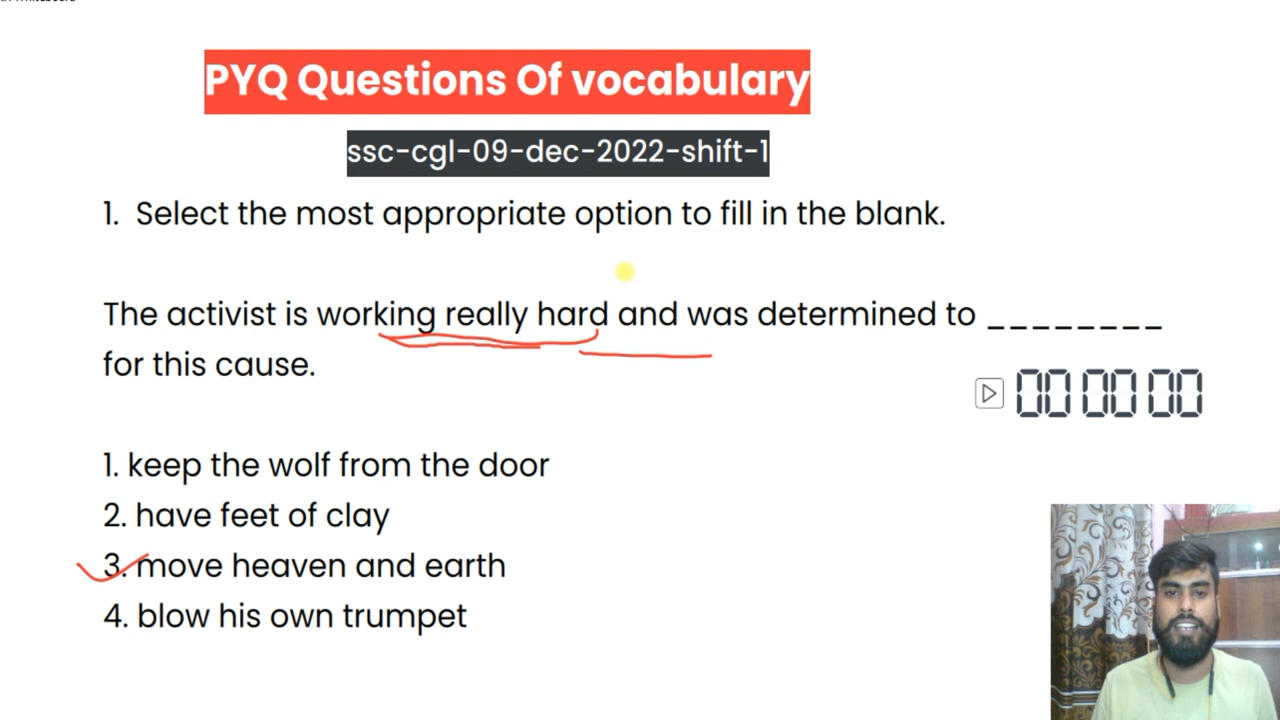 PYQ Questions Of vocabulary
ssc-cgl-09-dec-2022-shift-1
1. Select the most appropriate option to fill in the blank.
The activist is working really hard and was determined to ________
for this cause.
00 00 00
1. keep the wolf from the door
2. have feet of clay
3. move heaven and earth
4. blow his own trumpet